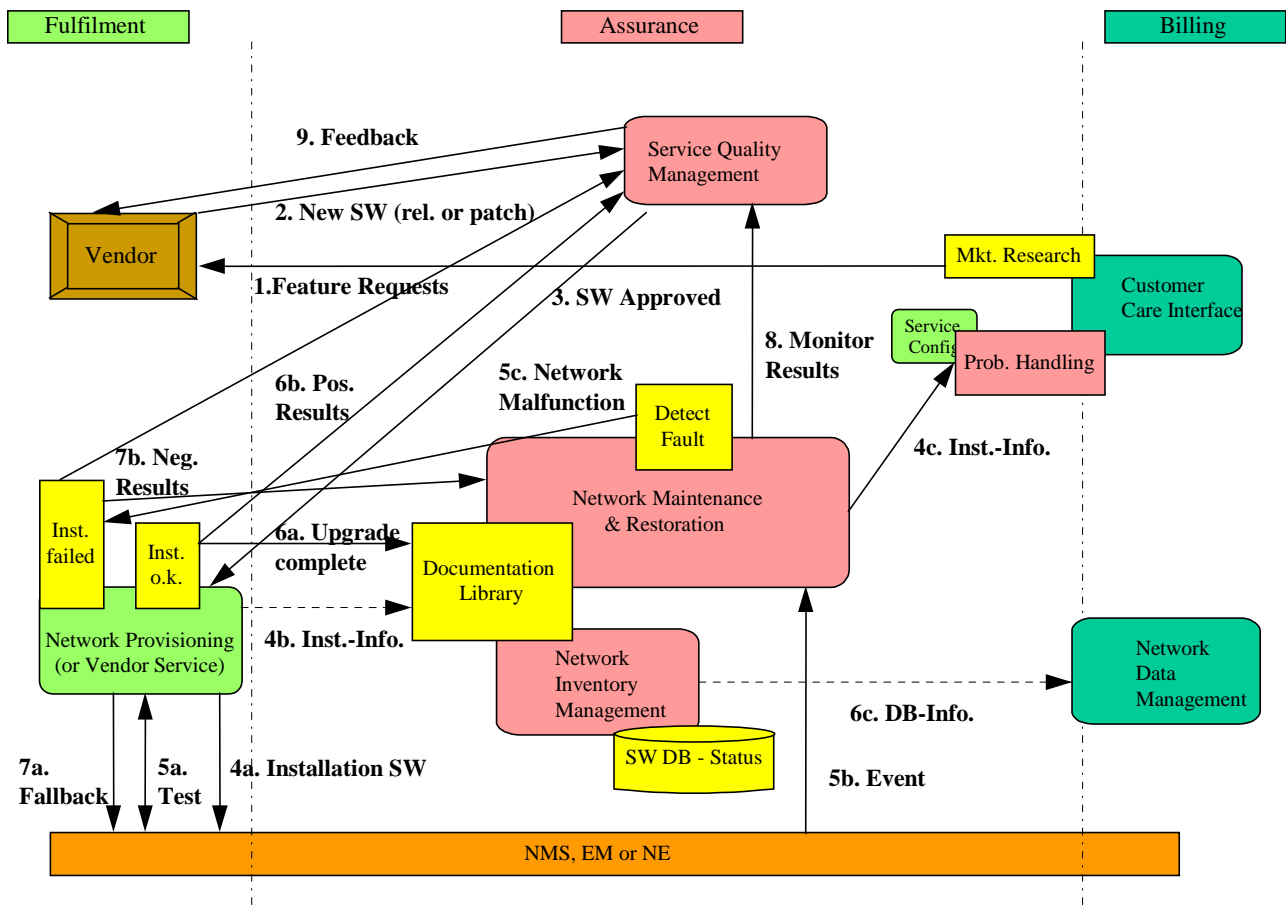 Fulfilment
Assurance
Billing
9. Feedback
Service Quality
Management
2. New SW (rel. or patch)
Vendor
Mkt. Research
1.Feature Requests
3. SW Approved
Customer
Care Interface
Service
Config
8. Monitor
Results
Prob. Handling
6b. Pos.
Results
5c. Network
Malfunction
Detect
Fault
4c. Inst.-Info.
7b. Neg.
Results
Network Maintenance
& Restoration
Inst.
failed
Inst.
o.k.
6a. Upgrade
complete
Documentation
Library
Network Provisioning
(or Vendor Service)
4b. Inst.-Info.
Network
Inventory
Management
Network
Data
Management
6c. DB-Info.
SW DB - Status
7a.
Fallback
5a.
Test
4a. Installation SW
5b. Event
NMS, EM or NE